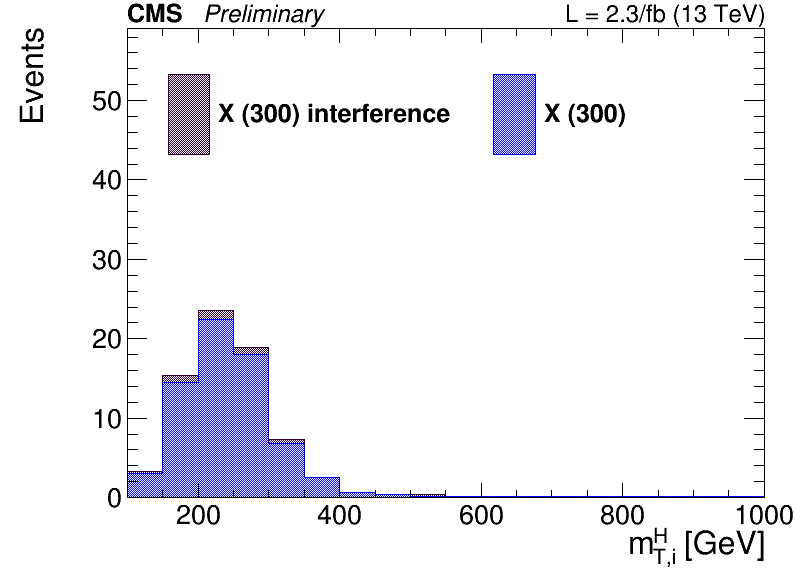 CMS Preliminary L = 2.3/fb (13 TeV)
Events
X (300) interference X (300)
50
40
30
20
10
0
200 400 600 800 1000
m^H_T,i [GeV]